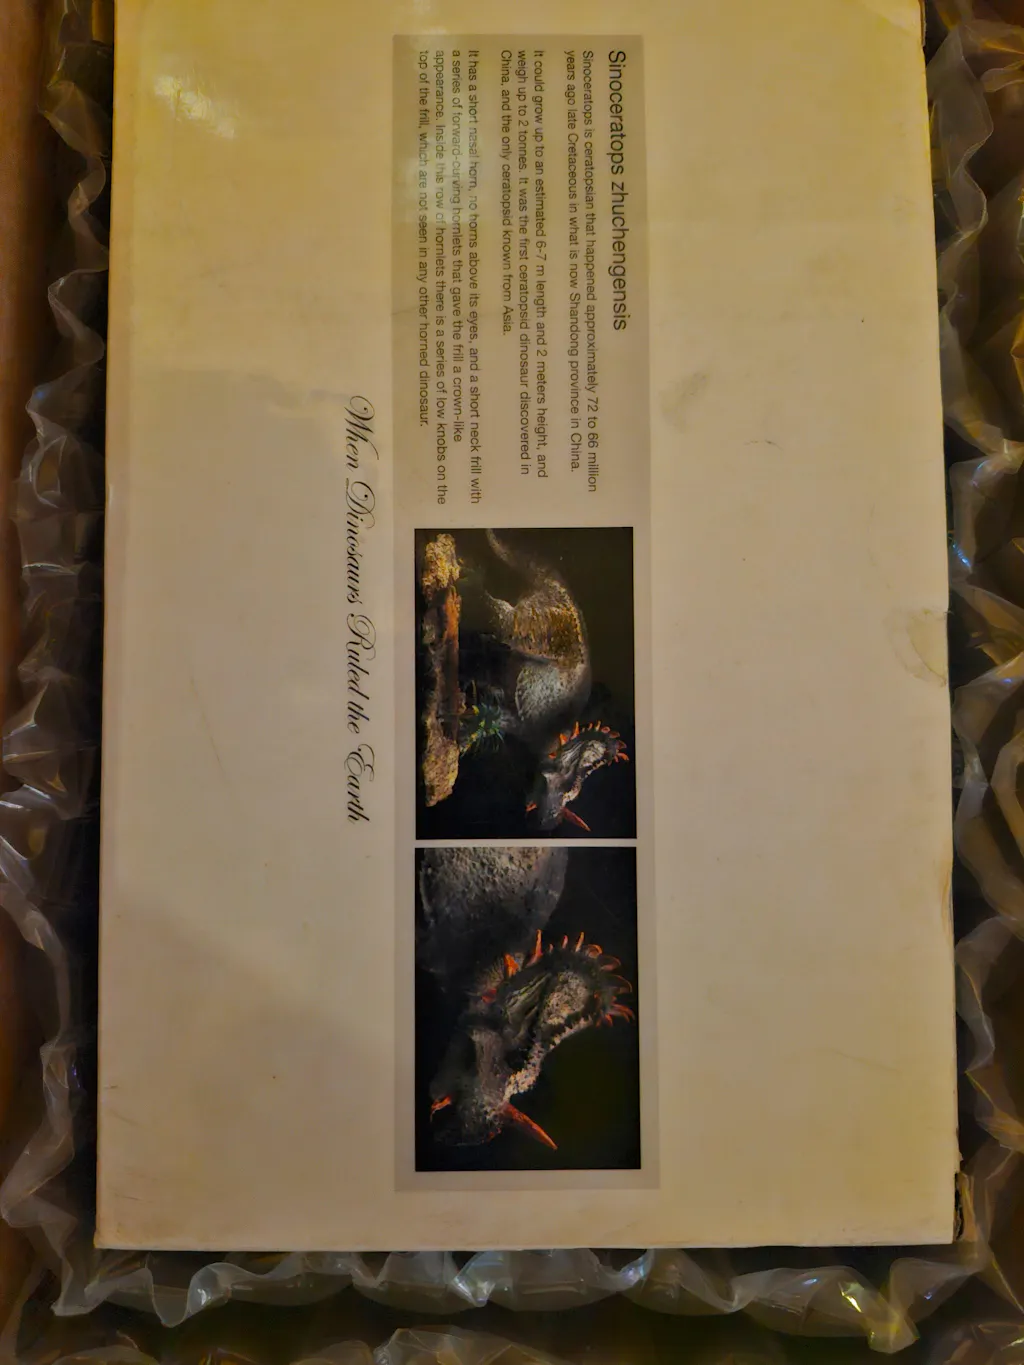 Sinoceratops zhuchengensis
Sinoceratops is ceratopsian that happened approximately 72 to 66 million
years ago late Cretaceous in what is now Shandong province in China.
It could grow up to an estimated 6-7 m length and 2 meters height, and
weigh up to 2 tonnes. It was the first ceratopsid dinosaur discovered in
China, and the only ceratopsid known from Asia.
It has a short nasal horn, no horns above its eyes, and a short neck frill with
a series of forward-curving hornlets that gave the frill a crown-like
appearance. Inside this row of hornlets there is a series of low knobs on the
top of the frill, which are not seen in any other horned dinosaur.
When Dinosaurs Ruled the Earth